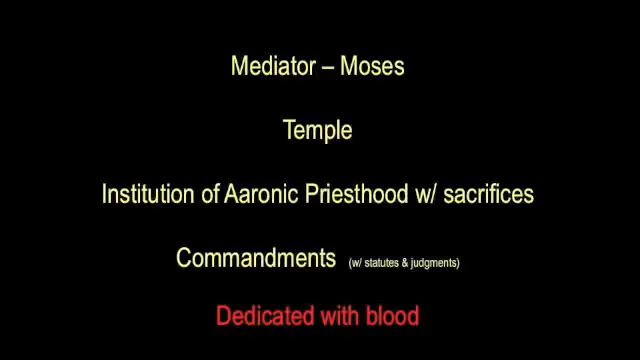 Mediator – Moses
Temple
Institution of Aaronic Priesthood w/ sacrifices
Commandments (w/ statutes & judgments)
Dedicated with blood